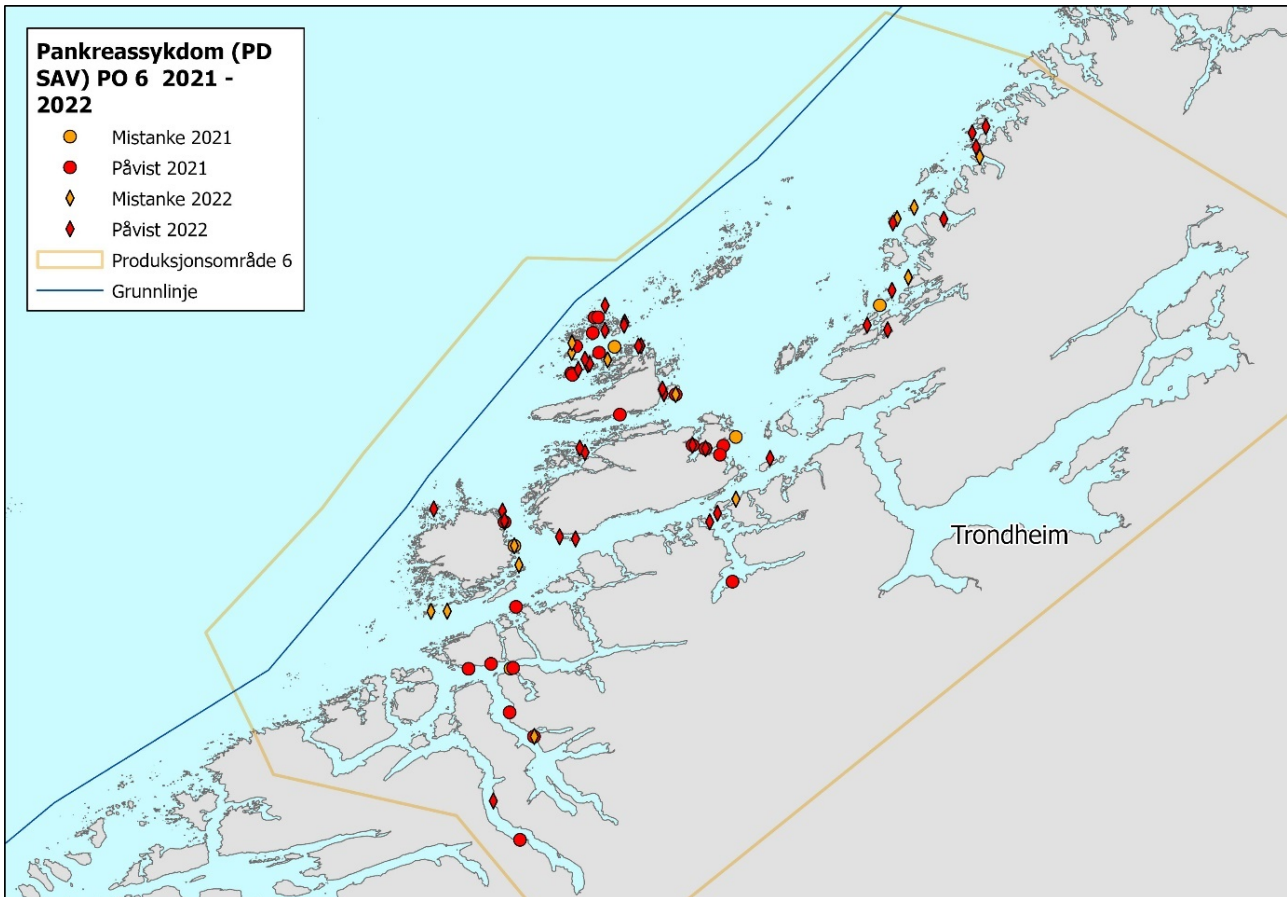 Pankreassykdom (PD
SAV) PO 6 2021 -
2022
Mistanke 2021
Påvist 2021
Mistanke 2022
Påvist 2022
Produksjonsområde 6
Grunnlinje
Trondheim